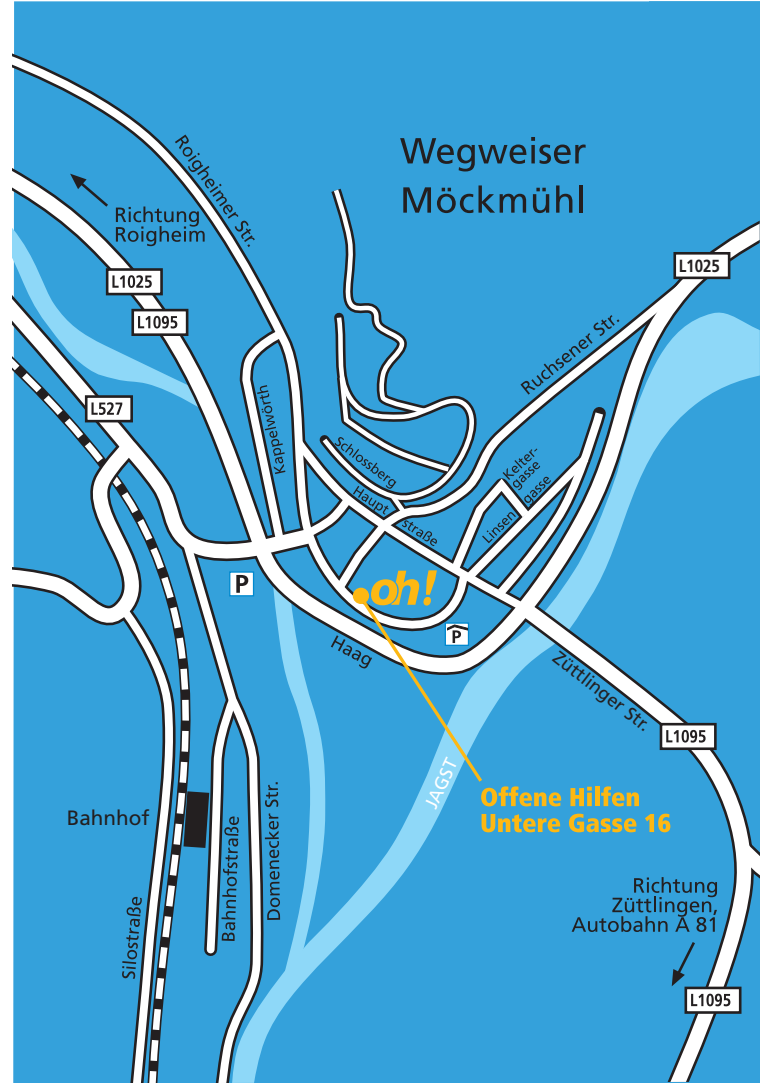 Wegweiser
Möckmühl
Roigheimer Str.
Richtung
Roigheim
L1025
L1095
L1025
Ruchsener Str.
L527
Kappelwörth
Schlossberg
Haupt
straße
Kelter-
gasse
Linsen
gasse
P
oh!
P
Haag
Züttlinger Str.
L1095
JAGST
Offene Hilfen
Untere Gasse 16
Bahnhof
Bahnhofstraße
Domenecker Str.
Silostraße
Richtung
Züttlingen,
Autobahn A 81
L1095